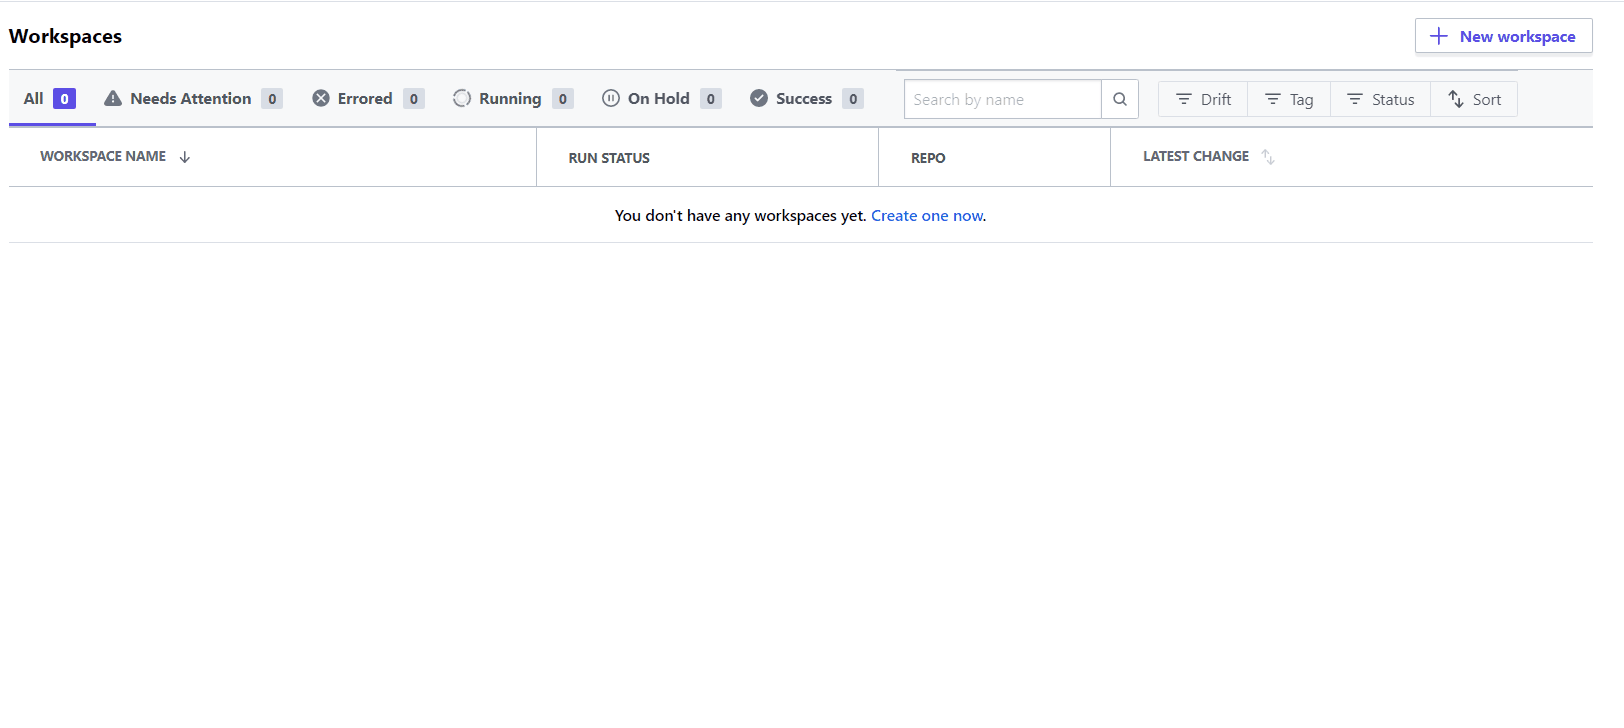 Workspaces
New workspace
All 0 Needs Attention 0 Errored 0 Running 0 On Hold 0 Success 0 Search by name Drift Tag Status Sort
WORKSPACE NAME RUN STATUS REPO LATEST CHANGE
You don't have any workspaces yet. Create one now.